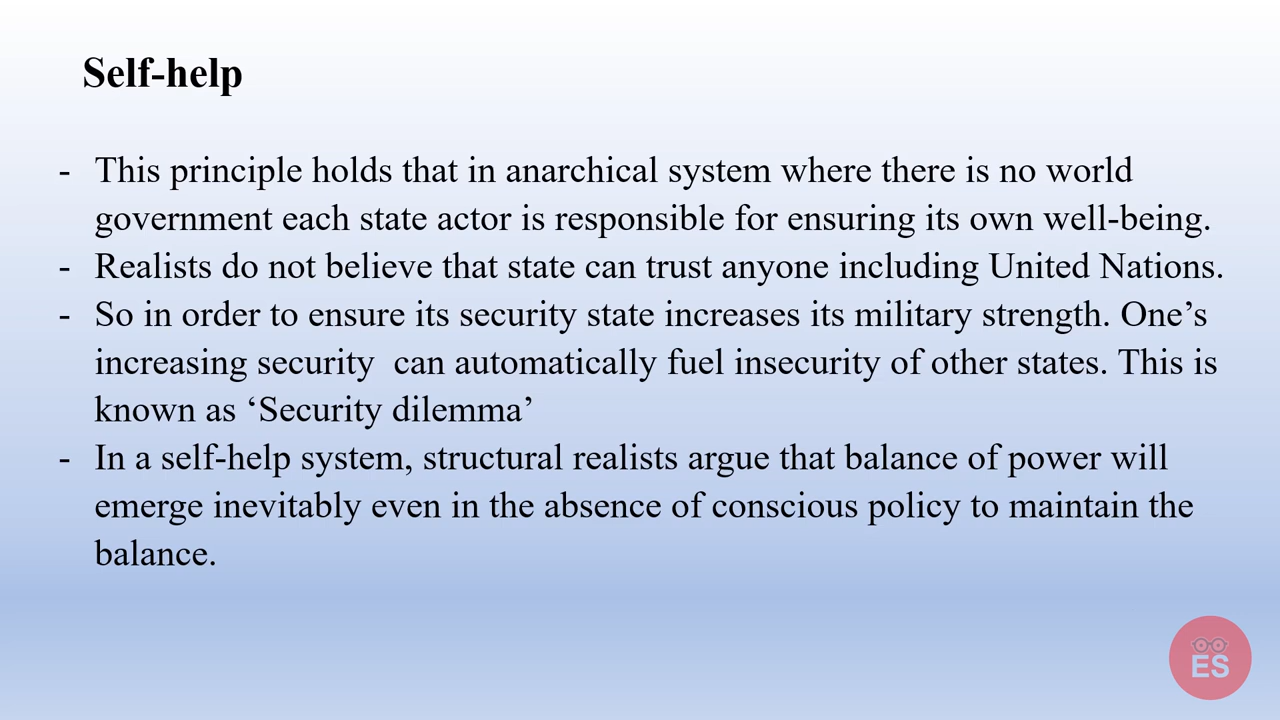 Self-help
- This principle holds that in anarchical system where there is no world
government each state actor is responsible for ensuring its own well-being.
- Realists do not believe that state can trust anyone including United Nations.
- So in order to ensure its security state increases its military strength. One’s
increasing security  can automatically fuel insecurity of other states. This is
known as ‘Security dilemma’
- In a self-help system, structural realists argue that balance of power will
emerge inevitably even in the absence of conscious policy to maintain the
balance.
ES